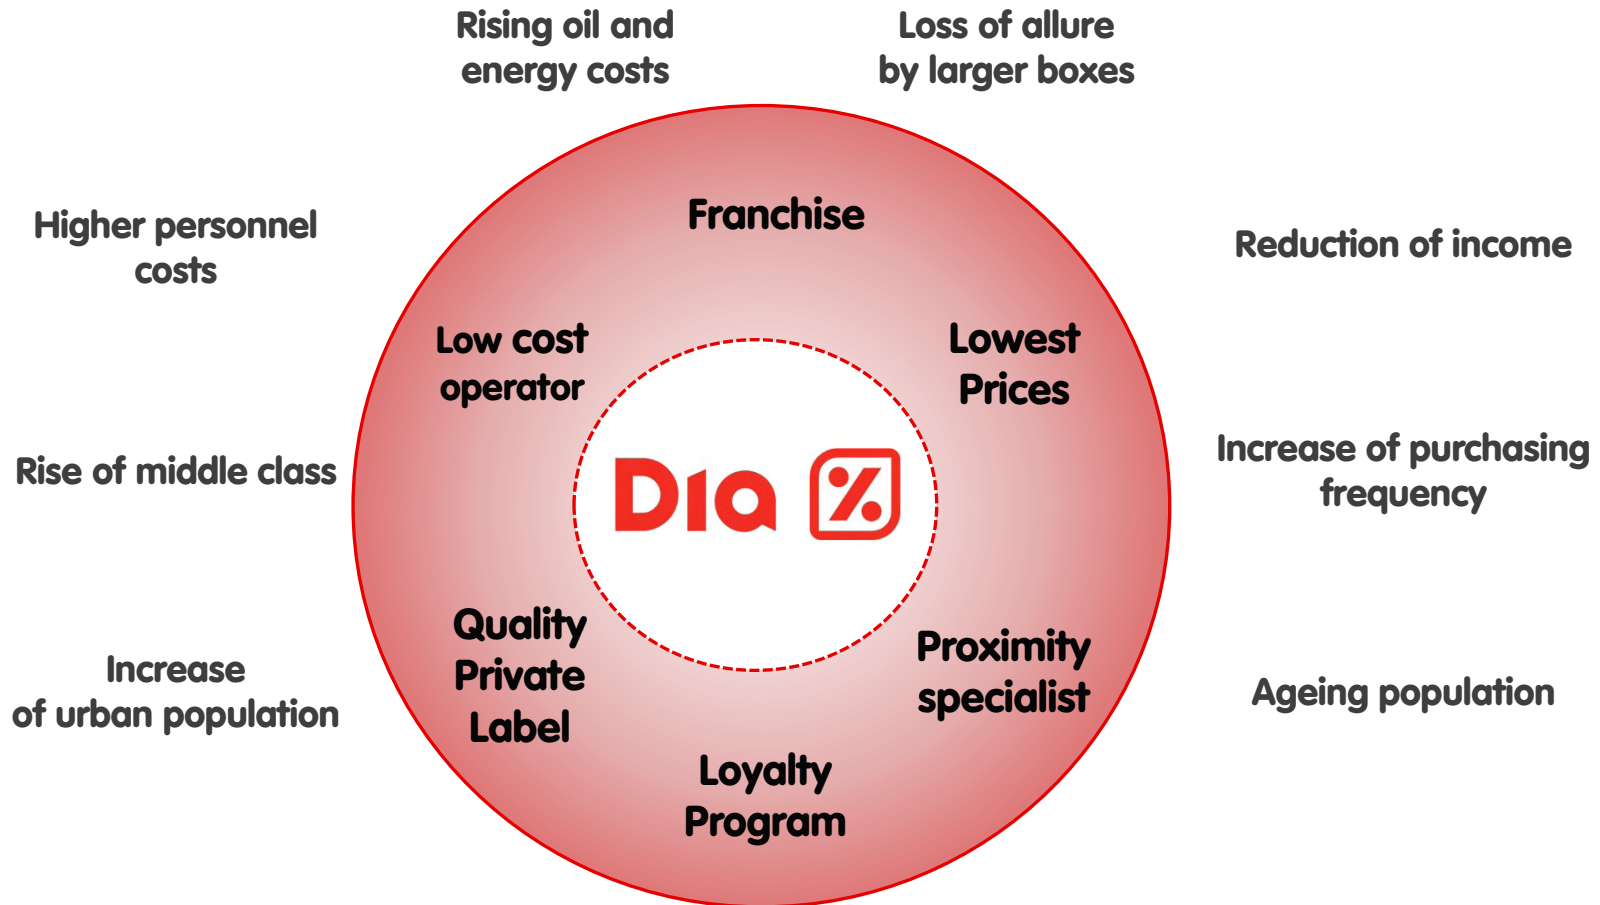 Rising oil and
energy costs
Loss of allure
by larger boxes
Higher personnel
costs
Franchise
Reduction of income
Low cost
operator
Lowest
Prices
Rise of middle class
Dia %
Increase of purchasing
frequency
Quality
Private
Label
Proximity
specialist
Increase
of urban population
Ageing population
Loyalty
Program